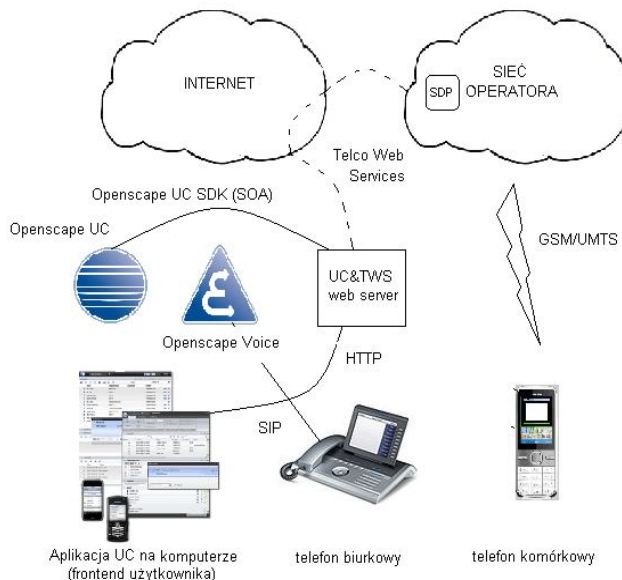 INTERNET
SIEĆ
OPERATORA
SDP
Telco Web
Services
Openscape UC SDK (SOA)
Openscape UC
GSM/UMTS
UC&TWS
web server
Openscape Voice
HTTP
SIP
Aplikacja UC na komputerze
(frontend użytkownika)
telefon biurkowy
telefon komórkowy